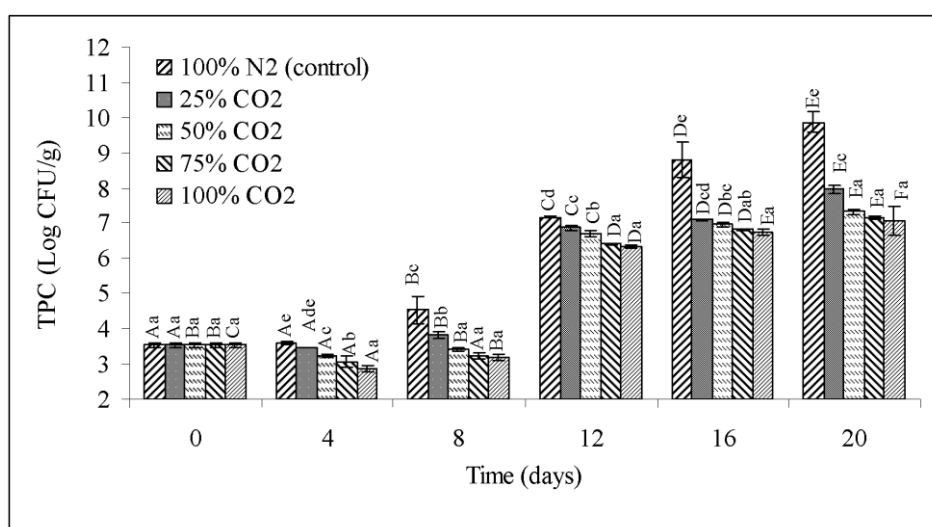 12
11
10
9
8
7
6
5
4
3
2
TPC (Log CFU/g)
100% N2 (control)
25% CO2
50% CO2
75% CO2
100% CO2
Aa
Aa
Ba
Ba
Ca
Ae
Ade
Ac
Ab
Aa
Bc
Bb
Ba
Aa
Ba
Cd
Cc
Cb
Da
Da
De
Dcd
Dbc
Dab
Ea
Ee
Ec
Ea
Ea
Fa
0 4 8 12 16 20
Time (days)